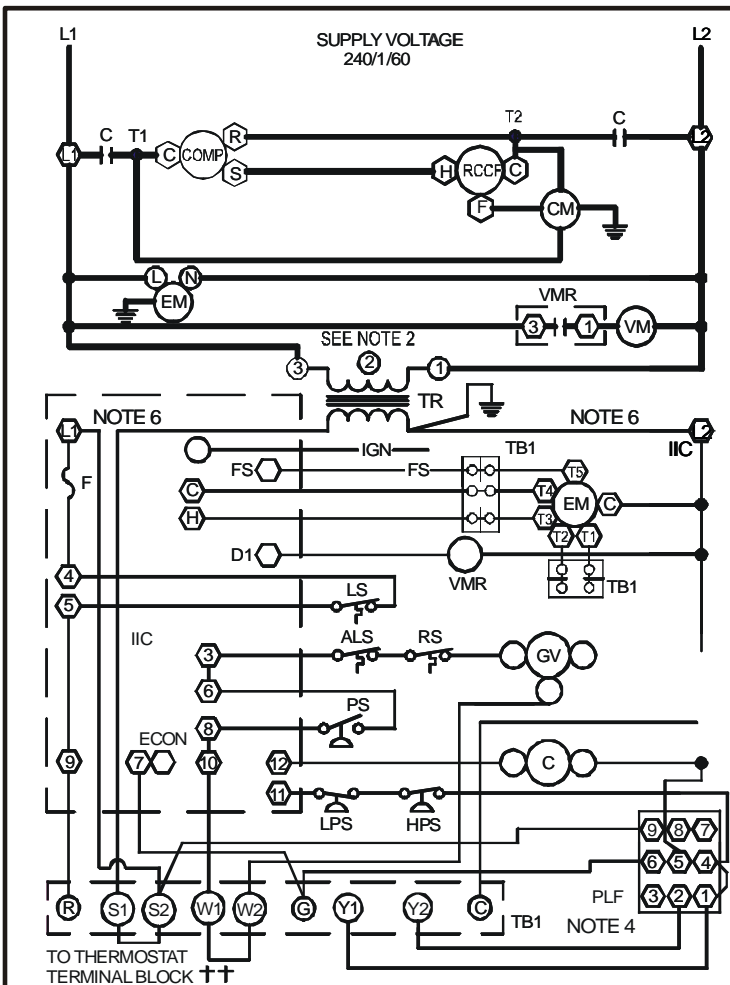 L1 SUPPLY VOLTAGE L2
240/1/60
C T1 R T2 C
L1 C COMP L2
S H RCCF C
F CM
L N
EM VMR
3 1 VM
SEE NOTE 2
3 2 1
TR
NOTE 6 NOTE 6
L1 L2
IGN TB1 IIC
F FS FS T5
C T4 EM C
H T3
T2 T1
D1
VMR TB1
4 LS
5
IIC ALS RS
3 GV
6 PS
8
ECON
9 7 10 12 C
11
LPS HPS
9 8 7
6 5 4
PLF 3 2 1
R S1 S2 W1 W2 G Y1 Y2 C TB1 NOTE 4
TO THERMOSTAT
TERMINAL BLOCK ††